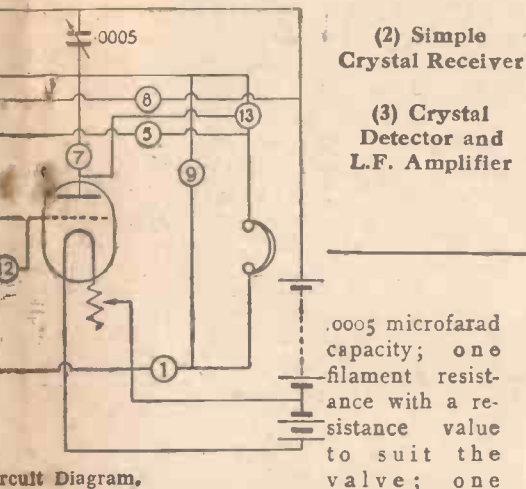 .0005
8
13
5
7
9
12
1
rcuit Diagram.
(2) Simple
Crystal Receiver
(3) Crystal
Detector and
L.F. Amplifier
.0005 microfarad
capacity; one
filament resist-
ance with a re-
sistance value
to suit the
valve; one